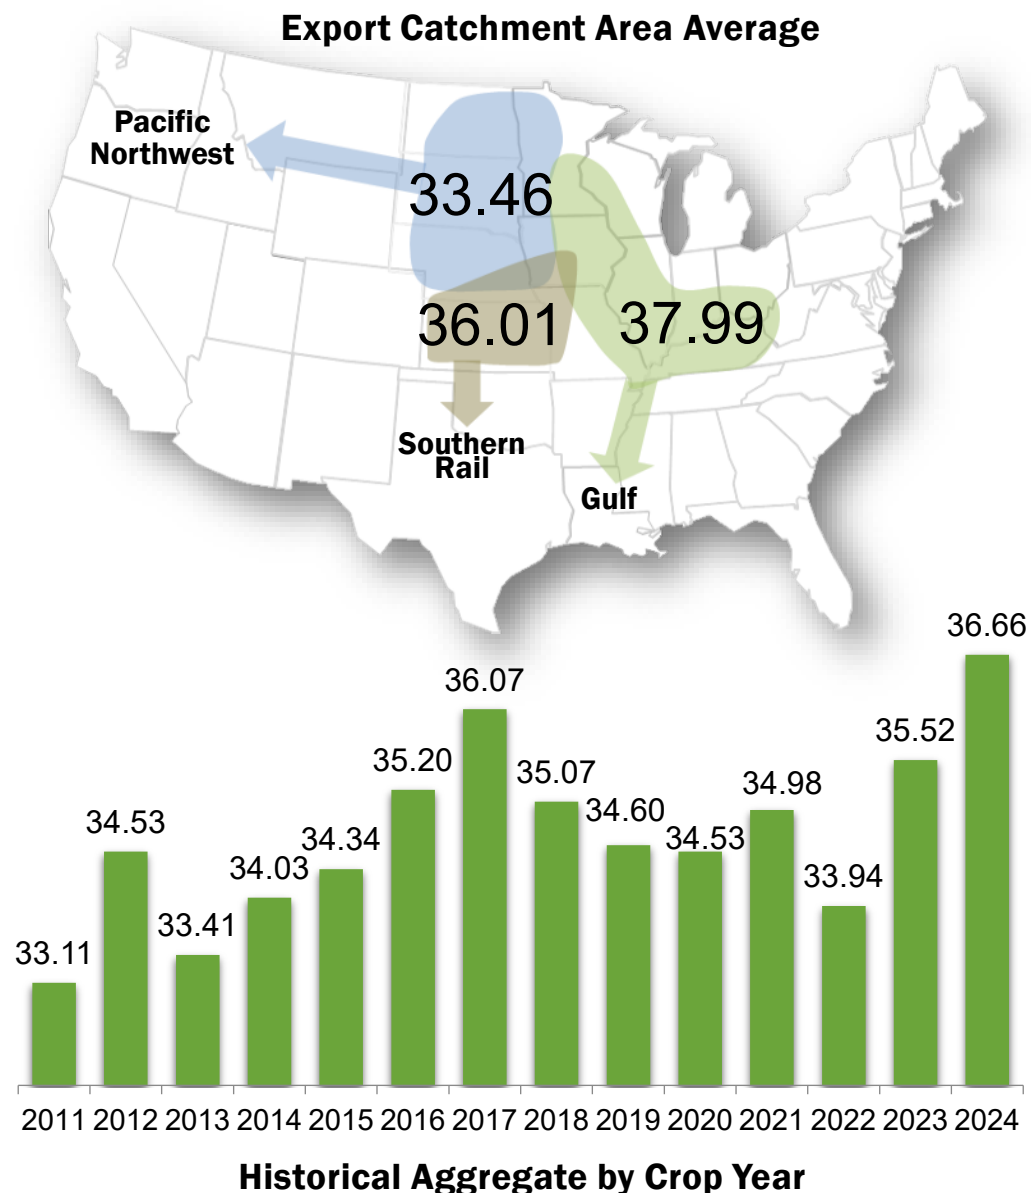 Export Catchment Area Average
Pacific
Northwest
33.46
36.01
37.99
Southern
Rail
Gulf
36.66
36.07
35.52
35.20
35.07
34.98
34.60
34.53
34.53
34.34
34.03
33.94
33.41
33.11
2011 2012 2013 2014 2015 2016 2017 2018 2019 2020 2021 2022 2023 2024
Historical Aggregate by Crop Year